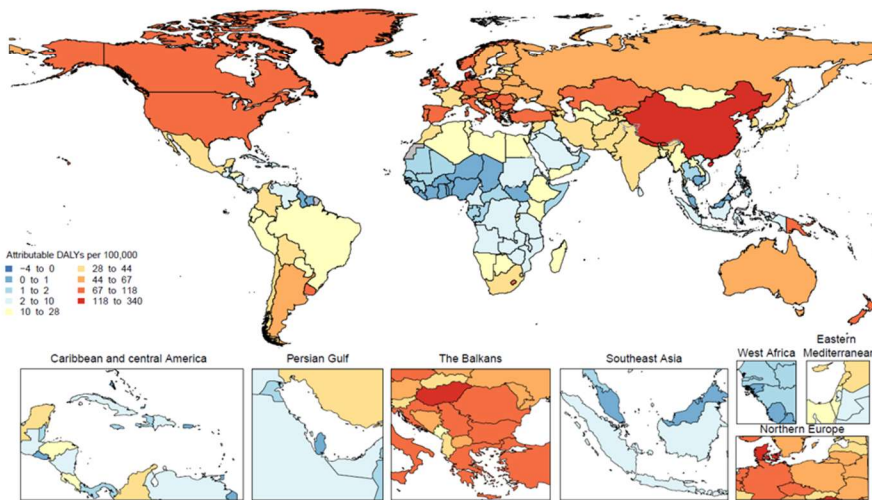 Attributable DALYs per 100,000
−4 to 0
0 to 1
1 to 2
2 to 10
10 to 28
28 to 44
44 to 67
67 to 118
118 to 340
Caribbean and central America
Persian Gulf
The Balkans
Southeast Asia
West Africa
Eastern
Mediterranean
Northern Europe